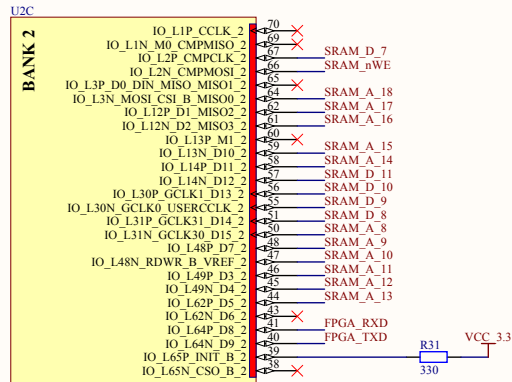 U2C
BANK 2
IO_L1P_CCLK_2 70
IO_L1N_M0_CMPMISO_2 69
IO_L2P_CMPCLK_2 67 SRAM_D_7
IO_L2N_CMPMOSI_2 66 SRAM_nWE
IO_L3P_D0_DIN_MISO_MISO1_2 65
IO_L3N_MOSI_CSI_B_MISO0_2 64 SRAM_A_18
IO_L12P_D1_MISO2_2 62 SRAM_A_17
IO_L12N_D2_MISO3_2 61 SRAM_A_16
IO_L13P_M1_2 60
IO_L13N_D10_2 59 SRAM_A_15
IO_L14P_D11_2 58 SRAM_A_14
IO_L14N_D12_2 57 SRAM_D_11
IO_L30P_GCLK1_D13_2 56 SRAM_D_10
IO_L30N_GCLK0_USERCCLK_2 55 SRAM_D_9
IO_L31P_GCLK31_D14_2 51 SRAM_D_8
IO_L31N_GCLK30_D15_2 50 SRAM_A_8
IO_L48P_D7_2 48 SRAM_A_9
IO_L48N_RDWR_B_VREF_2 47 SRAM_A_10
IO_L49P_D3_2 46 SRAM_A_11
IO_L49N_D4_2 45 SRAM_A_12
IO_L62P_D5_2 44 SRAM_A_13
IO_L62N_D6_2 43
IO_L64P_D8_2 41 FPGA_RXD
IO_L64N_D9_2 40 FPGA_TXD
IO_L65P_INIT_B_2 39 R31 VCC_3.3
330
IO_L65N_CSO_B_2 38